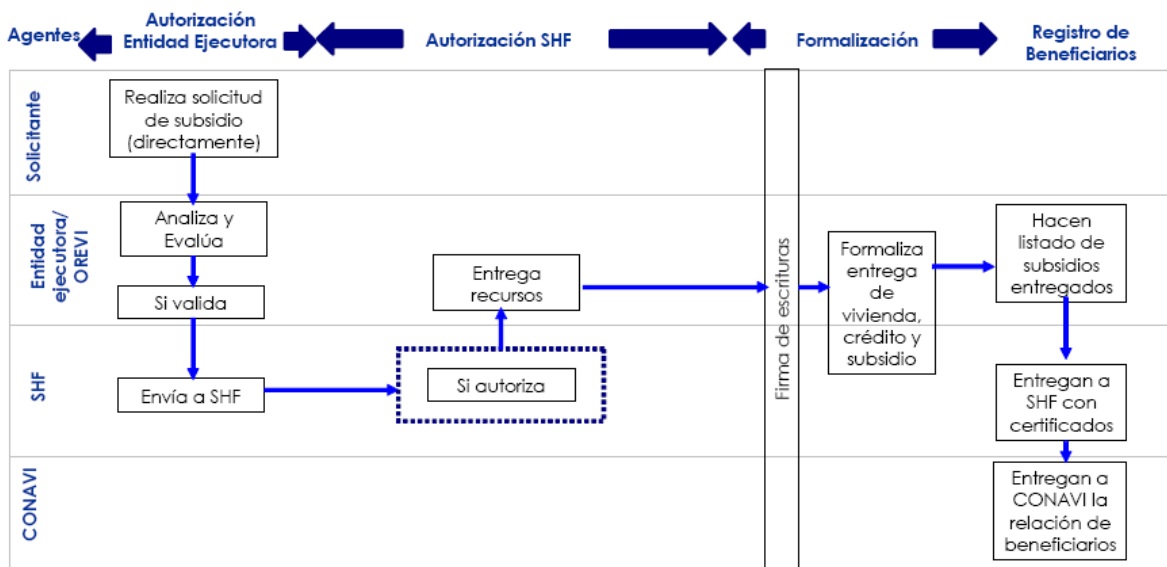 Agentes
Autorización
Entidad Ejecutora
Autorización SHF
Formalización
Registro de
Beneficiarios
Solicitante
Realiza solicitud
de subsidio
(directamente)
Entidad
ejecutora/
OREVI
Analiza y
Evalúa
Si valida
Entrega
recursos
Firma de escrituras
Formaliza
entrega
de
vivienda,
crédito y
subsidio
Hacen
listado de
subsidios
entregados
SHF
Envía a SHF
Si autoriza
Entregan a
SHF con
certificados
CONAVI
Entregan a
CONAVI la
relación de
beneficiarios